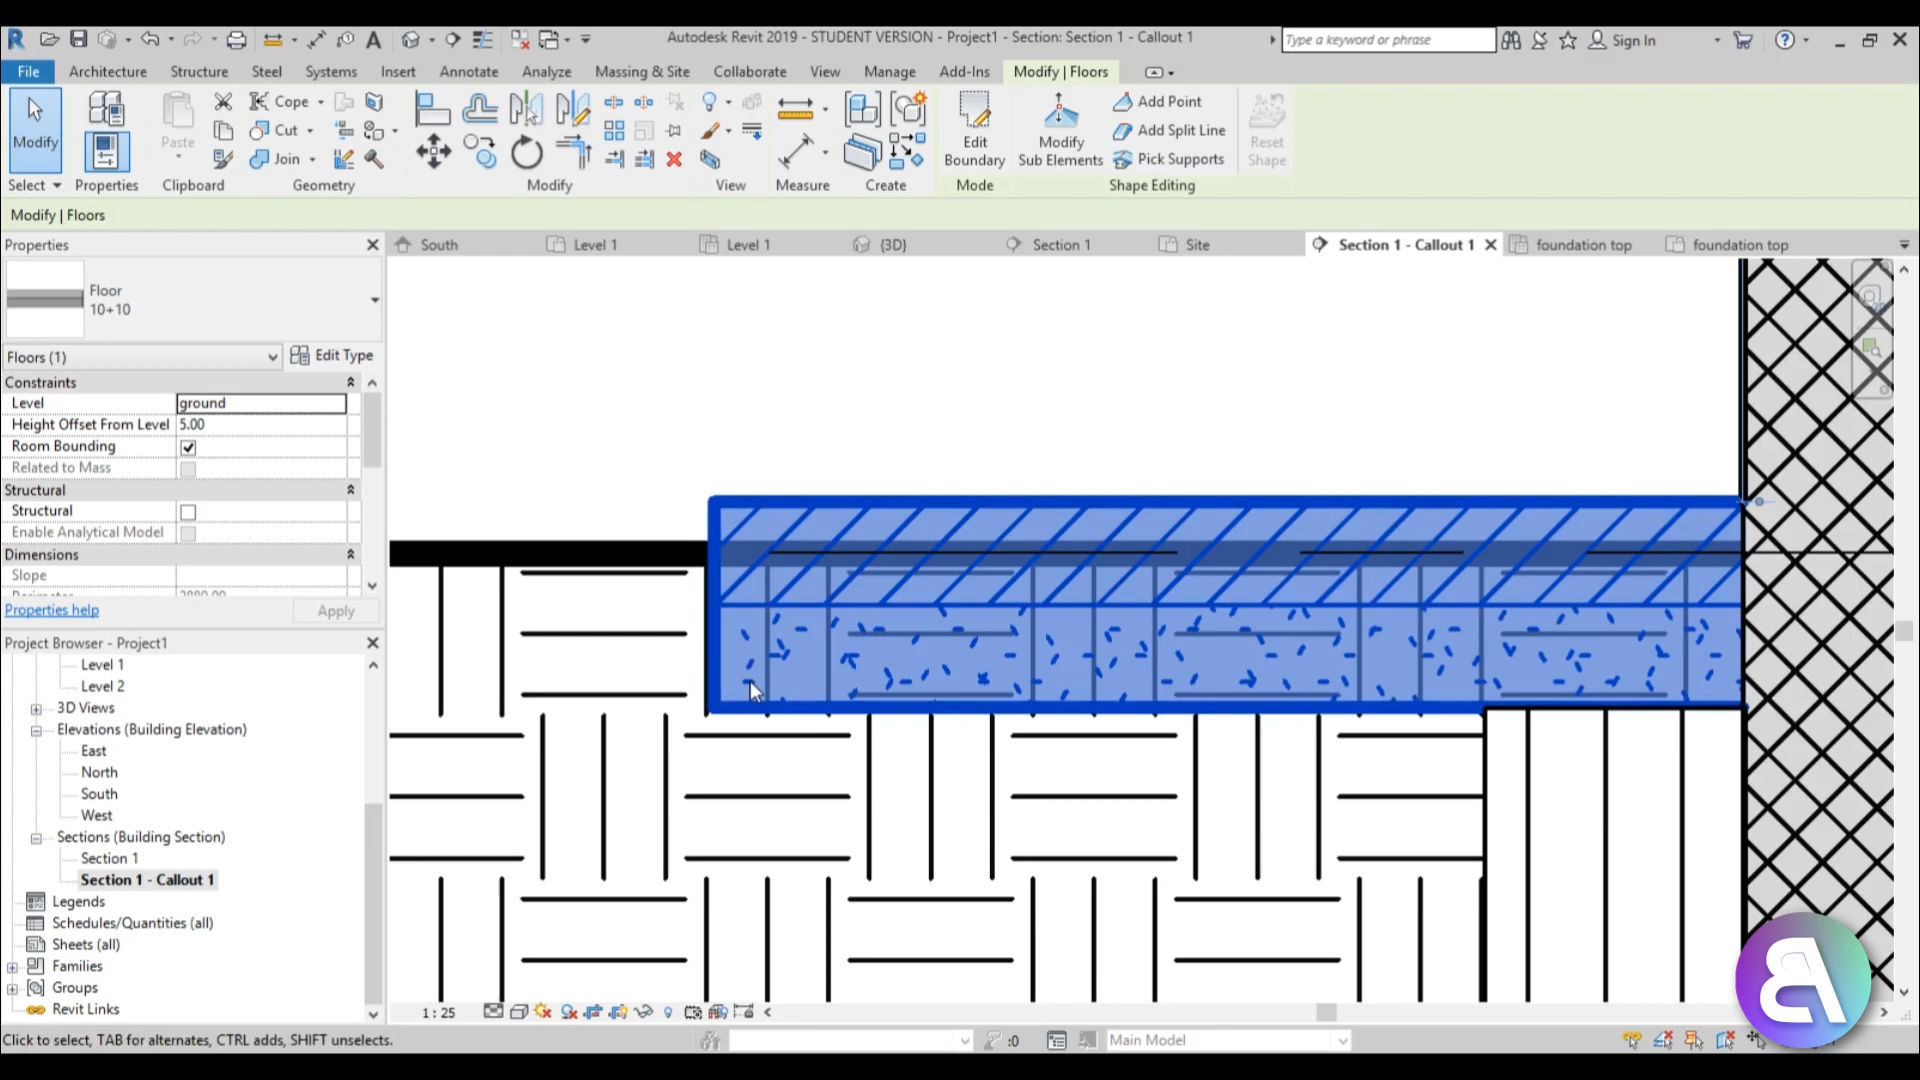 Autodesk Revit 2019 - STUDENT VERSION - Project1 - Section: Section 1 - Callout 1
Type a keyword or phrase
Sign In
File Architecture Structure Steel Systems Insert Annotate Analyze Massing & Site Collaborate View Manage Add-Ins Modify | Floors
Modify
Paste
Cope
Cut
Join
Edit
Boundary
Modify
Sub Elements
Add Point
Add Split Line
Pick Supports
Reset
Shape
Select Properties Clipboard Geometry Modify View Measure Create Mode Shape Editing
Modify | Floors
Properties
South Level 1 Level 1 {3D} Section 1 Site Section 1 - Callout 1 foundation top foundation top
Floor
10+10
Floors (1)
Edit Type
Constraints
Level ground
Height Offset From Level 5.00
Room Bounding
Related to Mass
Structural
Structural
Enable Analytical Model
Dimensions
Slope
Properties help
Apply
Project Browser - Project1
Level 1
Level 2
3D Views
Elevations (Building Elevation)
East
North
South
West
Sections (Building Section)
Section 1
Section 1 - Callout 1
Legends
Schedules/Quantities (all)
Sheets (all)
Families
Groups
Revit Links
1 : 25
Click to select, TAB for alternates, CTRL adds, SHIFT unselects.
:0
Main Model